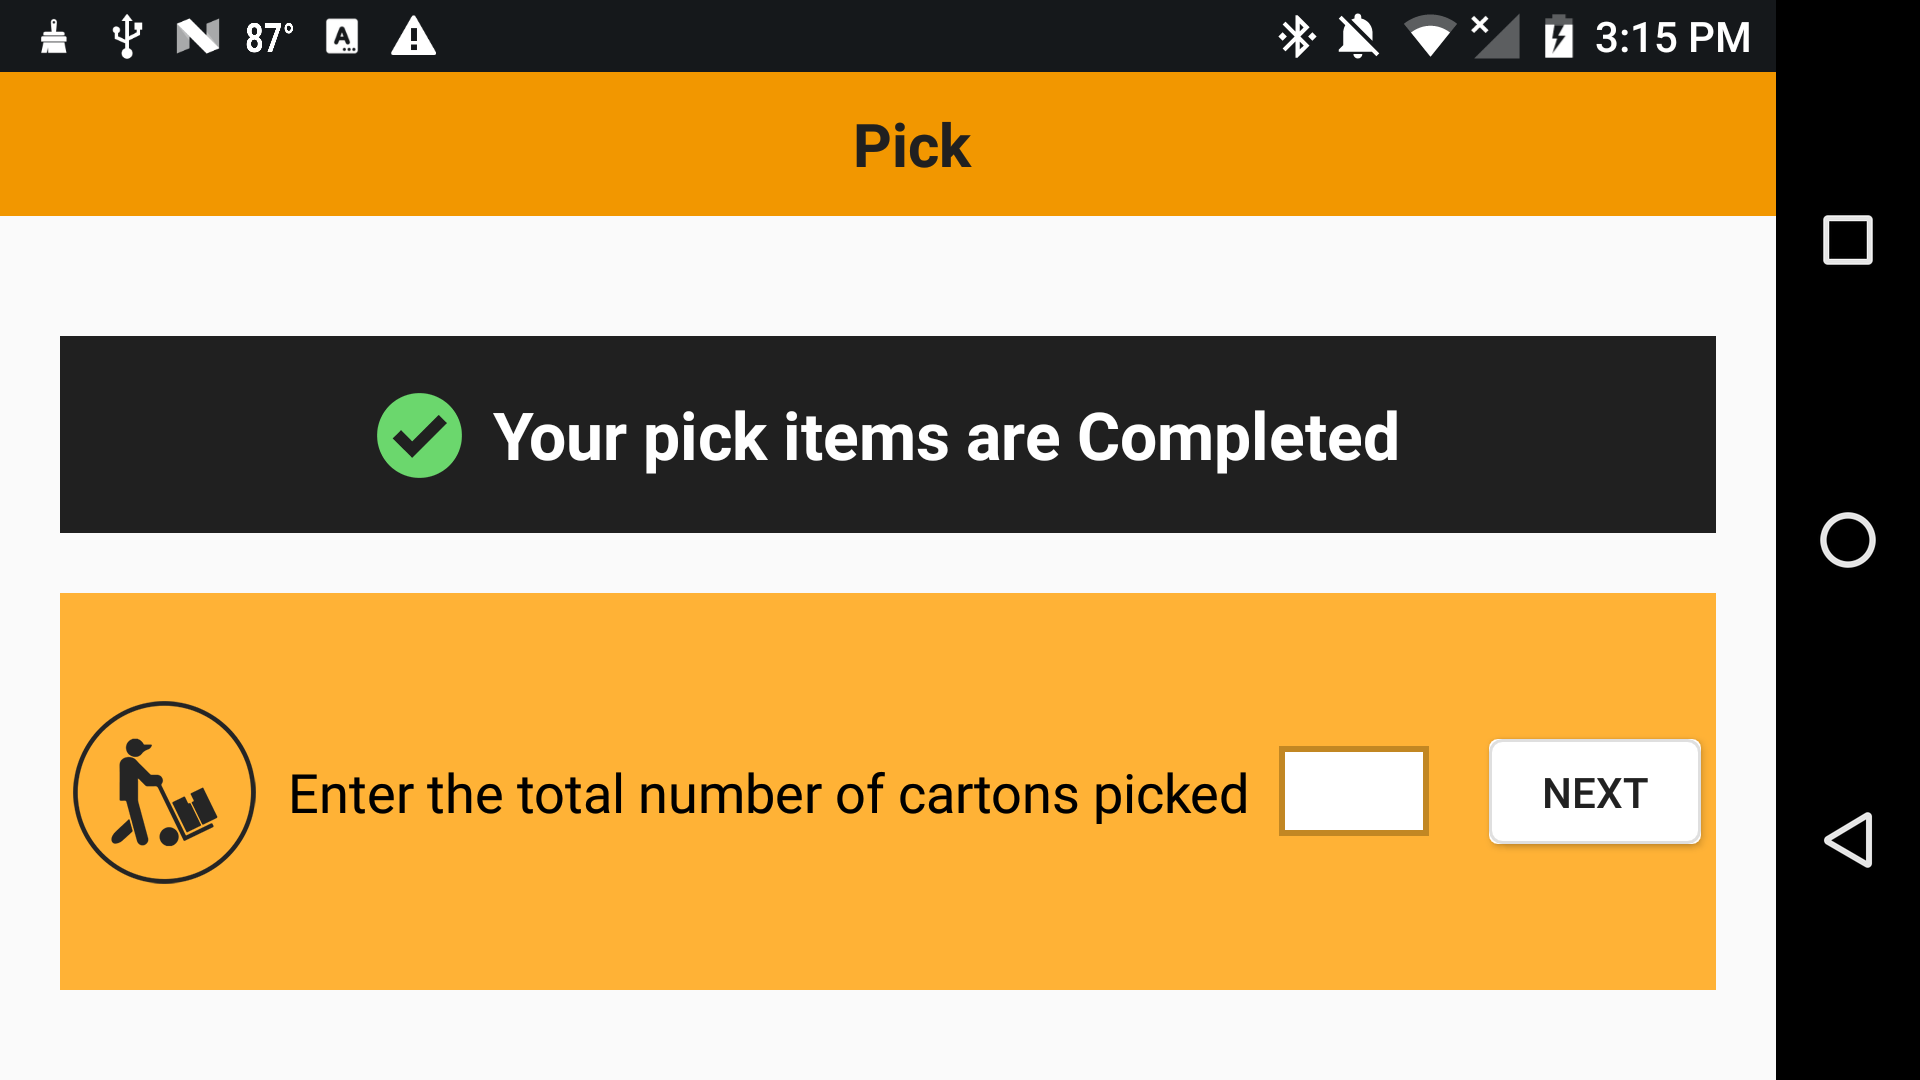 87° A... 3:15 PM
Pick
Your pick items are Completed
Enter the total number of cartons picked NEXT